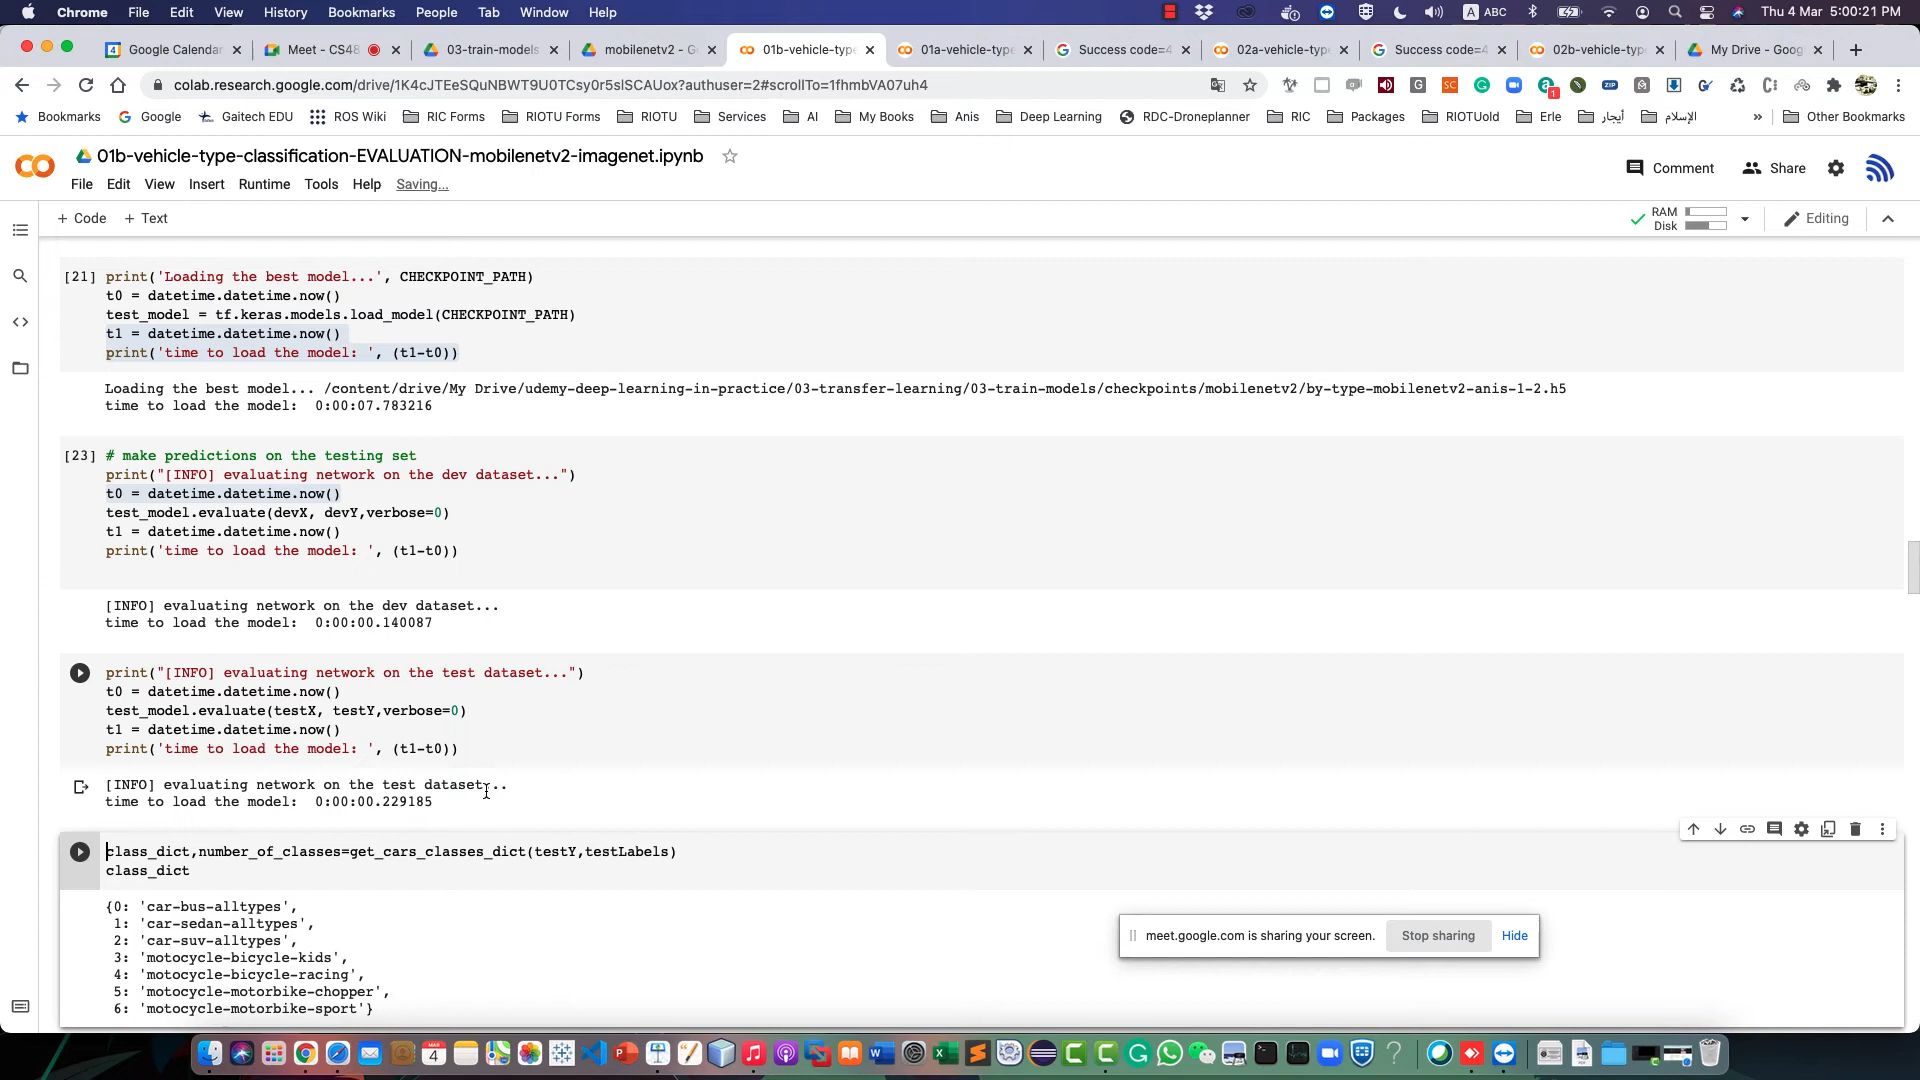 Chrome File Edit View History Bookmarks People Tab Window Help
ABC Thu 4 Mar 5:00:21 PM
Google Calendar Meet - CS48 03-train-models mobilenetv2 - G 01b-vehicle-type 01a-vehicle-type Success code=4 02a-vehicle-type Success code=4 02b-vehicle-type My Drive - Goog
colab.research.google.com/drive/1K4cJTEeSQuNBWT9U0TCsy0r5slSCAUox?authuser=2#scrollTo=1fhmbVA07uh4
Bookmarks Google Gaitech EDU ROS Wiki RIC Forms RIOTU Forms RIOTU Services AI My Books Anis Deep Learning RDC-Droneplanner RIC Packages RIOTUold Erle أيجار الإسلام » Other Bookmarks
01b-vehicle-type-classification-EVALUATION-mobilenetv2-imagenet.ipynb
Comment Share
File Edit View Insert Runtime Tools Help Saving...
+ Code + Text
RAM
Disk
Editing
[21] print('Loading the best model...', CHECKPOINT_PATH)
t0 = datetime.datetime.now()
test_model = tf.keras.models.load_model(CHECKPOINT_PATH)
t1 = datetime.datetime.now()
print('time to load the model: ', (t1-t0))
Loading the best model... /content/drive/My Drive/udemy-deep-learning-in-practice/03-transfer-learning/03-train-models/checkpoints/mobilenetv2/by-type-mobilenetv2-anis-1-2.h5
time to load the model:  0:00:07.783216
[23] # make predictions on the testing set
print("[INFO] evaluating network on the dev dataset...")
t0 = datetime.datetime.now()
test_model.evaluate(devX, devY,verbose=0)
t1 = datetime.datetime.now()
print('time to load the model: ', (t1-t0))
[INFO] evaluating network on the dev dataset...
time to load the model:  0:00:00.140087
print("[INFO] evaluating network on the test dataset...")
t0 = datetime.datetime.now()
test_model.evaluate(testX, testY,verbose=0)
t1 = datetime.datetime.now()
print('time to load the model: ', (t1-t0))
[INFO] evaluating network on the test dataset...
time to load the model:  0:00:00.229185
class_dict,number_of_classes=get_cars_classes_dict(testY,testLabels)
class_dict
{0: 'car-bus-alltypes',
1: 'car-sedan-alltypes',
2: 'car-suv-alltypes',
3: 'motocycle-bicycle-kids',
4: 'motocycle-bicycle-racing',
5: 'motocycle-motorbike-chopper',
6: 'motocycle-motorbike-sport'}
meet.google.com is sharing your screen. Stop sharing Hide